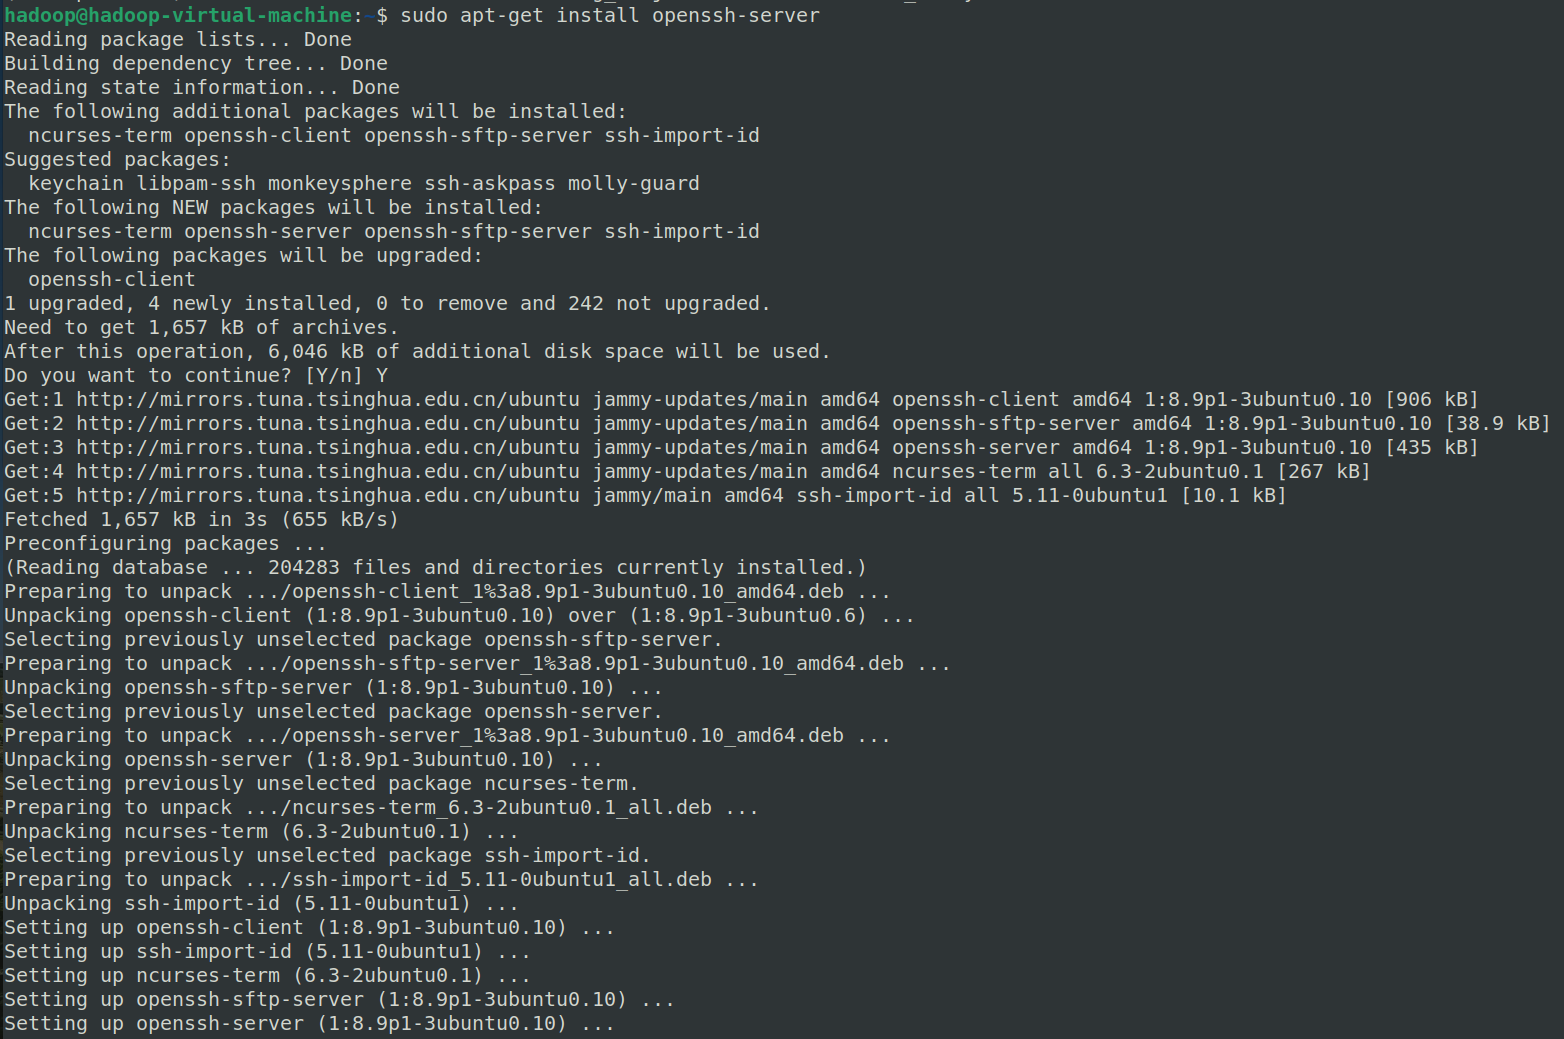 hadoop@hadoop-virtual-machine:~$ sudo apt-get install openssh-server
Reading package lists... Done
Building dependency tree... Done
Reading state information... Done
The following additional packages will be installed:
  ncurses-term openssh-client openssh-sftp-server ssh-import-id
Suggested packages:
  keychain libpam-ssh monkeysphere ssh-askpass molly-guard
The following NEW packages will be installed:
  ncurses-term openssh-server openssh-sftp-server ssh-import-id
The following packages will be upgraded:
  openssh-client
1 upgraded, 4 newly installed, 0 to remove and 242 not upgraded.
Need to get 1,657 kB of archives.
After this operation, 6,046 kB of additional disk space will be used.
Do you want to continue? [Y/n] Y
Get:1 http://mirrors.tuna.tsinghua.edu.cn/ubuntu jammy-updates/main amd64 openssh-client amd64 1:8.9p1-3ubuntu0.10 [906 kB]
Get:2 http://mirrors.tuna.tsinghua.edu.cn/ubuntu jammy-updates/main amd64 openssh-sftp-server amd64 1:8.9p1-3ubuntu0.10 [38.9 kB]
Get:3 http://mirrors.tuna.tsinghua.edu.cn/ubuntu jammy-updates/main amd64 openssh-server amd64 1:8.9p1-3ubuntu0.10 [435 kB]
Get:4 http://mirrors.tuna.tsinghua.edu.cn/ubuntu jammy-updates/main amd64 ncurses-term all 6.3-2ubuntu0.1 [267 kB]
Get:5 http://mirrors.tuna.tsinghua.edu.cn/ubuntu jammy/main amd64 ssh-import-id all 5.11-0ubuntu1 [10.1 kB]
Fetched 1,657 kB in 3s (655 kB/s)
Preconfiguring packages ...
(Reading database ... 204283 files and directories currently installed.)
Preparing to unpack .../openssh-client_1%3a8.9p1-3ubuntu0.10_amd64.deb ...
Unpacking openssh-client (1:8.9p1-3ubuntu0.10) over (1:8.9p1-3ubuntu0.6) ...
Selecting previously unselected package openssh-sftp-server.
Preparing to unpack .../openssh-sftp-server_1%3a8.9p1-3ubuntu0.10_amd64.deb ...
Unpacking openssh-sftp-server (1:8.9p1-3ubuntu0.10) ...
Selecting previously unselected package openssh-server.
Preparing to unpack .../openssh-server_1%3a8.9p1-3ubuntu0.10_amd64.deb ...
Unpacking openssh-server (1:8.9p1-3ubuntu0.10) ...
Selecting previously unselected package ncurses-term.
Preparing to unpack .../ncurses-term_6.3-2ubuntu0.1_all.deb ...
Unpacking ncurses-term (6.3-2ubuntu0.1) ...
Selecting previously unselected package ssh-import-id.
Preparing to unpack .../ssh-import-id_5.11-0ubuntu1_all.deb ...
Unpacking ssh-import-id (5.11-0ubuntu1) ...
Setting up openssh-client (1:8.9p1-3ubuntu0.10) ...
Setting up ssh-import-id (5.11-0ubuntu1) ...
Setting up ncurses-term (6.3-2ubuntu0.1) ...
Setting up openssh-sftp-server (1:8.9p1-3ubuntu0.10) ...
Setting up openssh-server (1:8.9p1-3ubuntu0.10) ...